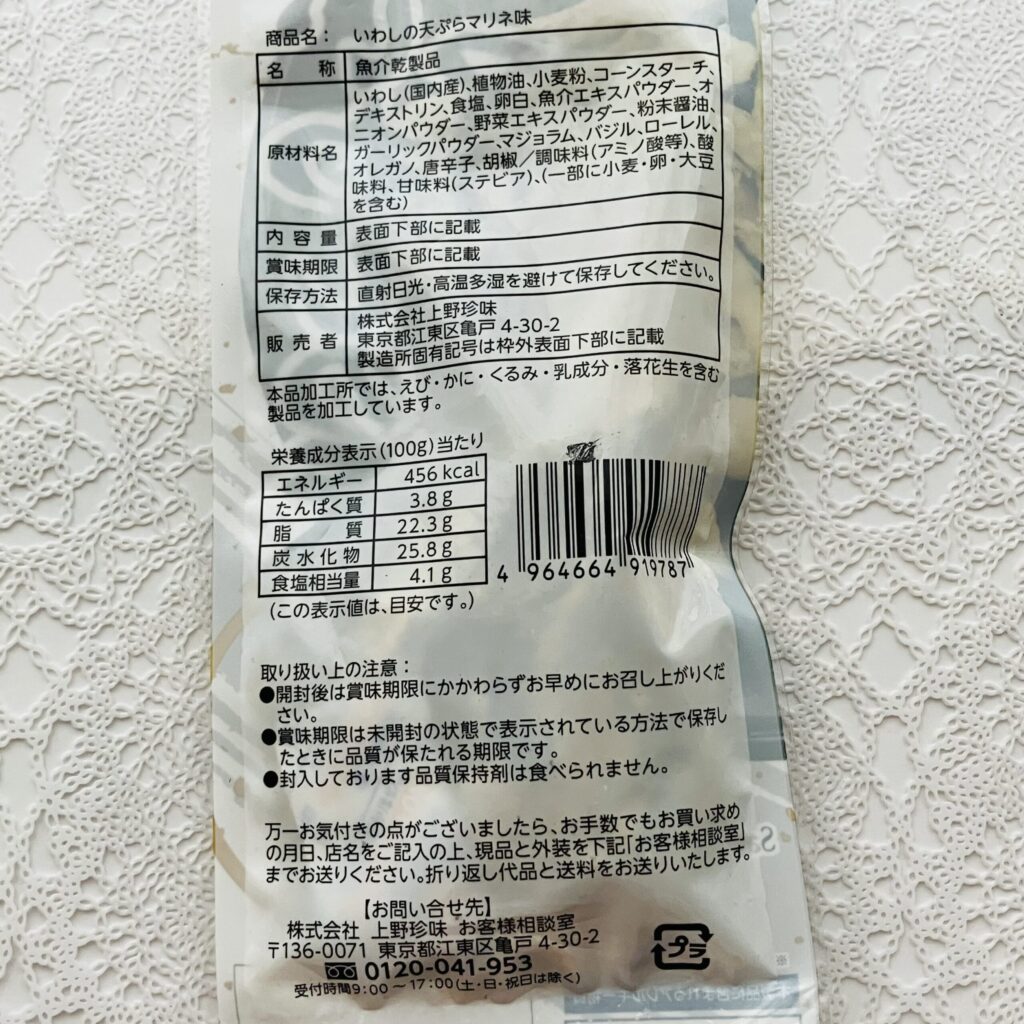 商品名： いわしの天ぷらマリネ味
名称 魚介乾製品
原材料名 いわし(国内産)、植物油、小麦粉、コーンスターチ、
デキストリン、食塩、卵白、魚介エキスパウダー、オ
ニオンパウダー、野菜エキスパウダー、粉末醤油、
ガーリックパウダー、マジョラム、バジル、ローレル、
オレガノ、唐辛子、胡椒／調味料(アミノ酸等)、酸
味料、甘味料(ステビア)、(一部に小麦・卵・大豆
を含む)
内容量 表面下部に記載
賞味期限 表面下部に記載
保存方法 直射日光・高温多湿を避けて保存してください。
販売者 株式会社上野珍味
東京都江東区亀戸 4-30-2
製造所固有記号は枠外表面下部に記載
本品加工所では、えび・かに・くるみ・乳成分・落花生を含む
製品を加工しています。
栄養成分表示(100g)当たり
エネルギー 456 kcal
たんぱく質 3.8 g
脂質 22.3 g
炭水化物 25.8 g
食塩相当量 4.1 g
(この表示値は、目安です。)
4 964664 919787
取り扱い上の注意：
●開封後は賞味期限にかかわらずお早めにお召し上がりくだ
さい。
●賞味期限は未開封の状態で表示されている方法で保存し
たときに品質が保たれる期限です。
●封入しております品質保持剤は食べられません。
万一お気付きの点がございましたら、お手数でもお買い求め
の月日、店名をご記入の上、現品と外装を下記「お客様相談室」
までお送りください。折り返し代品と送料をお送りいたします。
【お問い合せ先】
株式会社 上野珍味 お客様相談室
〒136-0071 東京都江東区亀戸 4-30-2
0120-041-953
受付時間9:00～17:00(土・日・祝日は除く)
プラ